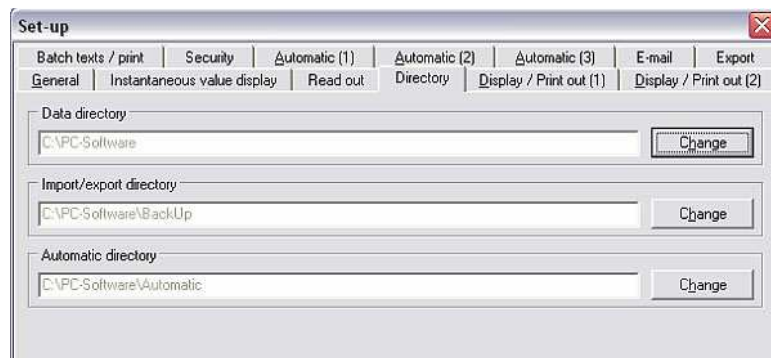 Set-up
Batch texts / print Security Automatic (1) Automatic (2) Automatic (3) E-mail Export
General Instantaneous value display Read out Directory Display / Print out (1) Display / Print out (2)
Data directory
C:\PC-Software Change
Import/export directory
C:\PC-Software\BackUp Change
Automatic directory
C:\PC-Software\Automatic Change